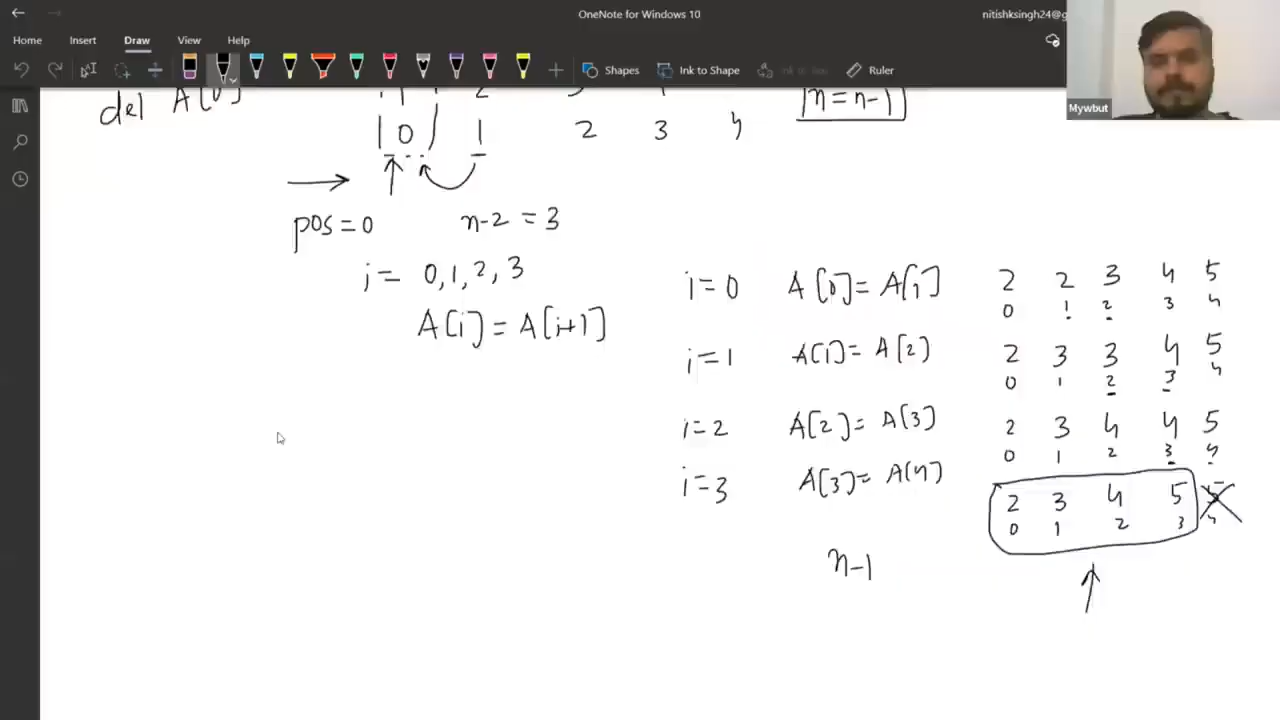 OneNote for Windows 10
nitishksingh24@g
Home Insert Draw View Help
Shapes Ink to Shape Ruler
Mywbut
del A[0]
n=n-1
0 1 2 3 4
pos=0 n-2 = 3
i= 0,1,2,3
A[i] = A[i+1]
i=0 A[0]= A[1] 2 2 3 4 5
0 1 2 3 4
i=1 A[1]= A[2] 2 3 3 4 5
0 1 2 3 4
i=2 A[2]= A[3] 2 3 4 4 5
0 1 2 3 4
i=3 A[3]= A[4] 2 3 4 5
0 1 2 3 4
n-1